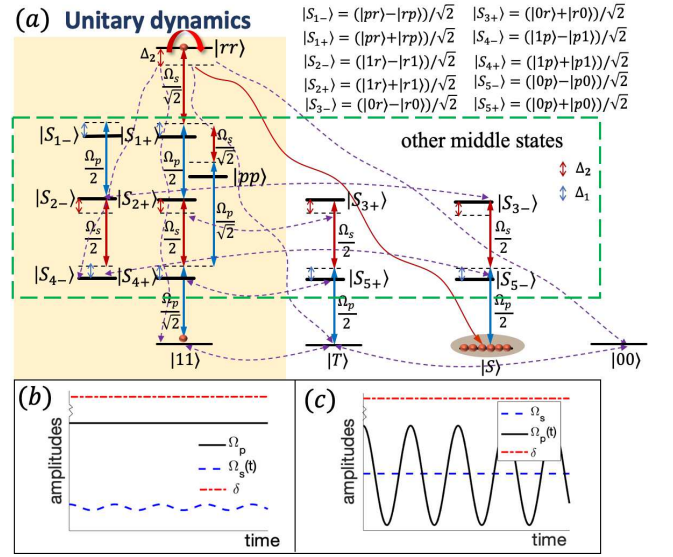 (a) Unitary dynamics
|S₁₋⟩ = (|pr⟩−|rp⟩)/√2 |S₃₊⟩ = (|0r⟩+|r0⟩)/√2
|S₁₊⟩ = (|pr⟩+|rp⟩)/√2 |S₄₋⟩ = (|1p⟩−|p1⟩)/√2
|S₂₋⟩ = (|1r⟩−|r1⟩)/√2 |S₄₊⟩ = (|1p⟩+|p1⟩)/√2
|S₂₊⟩ = (|1r⟩+|r1⟩)/√2 |S₅₋⟩ = (|0p⟩−|p0⟩)/√2
|S₃₋⟩ = (|0r⟩−|r0⟩)/√2 |S₅₊⟩ = (|0p⟩+|p0⟩)/√2
Δ₂ |rr⟩
Ωₛ/√2
|S₁₋⟩ |S₁₊⟩ Ωₛ/√2 other middle states
Ωₚ/2 Ωₚ/2 |pp⟩ Δ₂
Δ₁
|S₂₋⟩ |S₂₊⟩ Ωₚ/√2 |S₃₊⟩ |S₃₋⟩
Ωₛ/2 Ωₛ/2 Ωₛ/2 Ωₛ/2
|S₄₋⟩ |S₄₊⟩ |S₅₊⟩ |S₅₋⟩
Ωₚ/√2 Ωₚ/2 Ωₚ/2
|11⟩ |T⟩ |S⟩ |00⟩
(b)
amplitudes
Ωₚ
Ωₛ(t)
δ
time
(c)
amplitudes
Ωₛ
Ωₚ(t)
δ
time